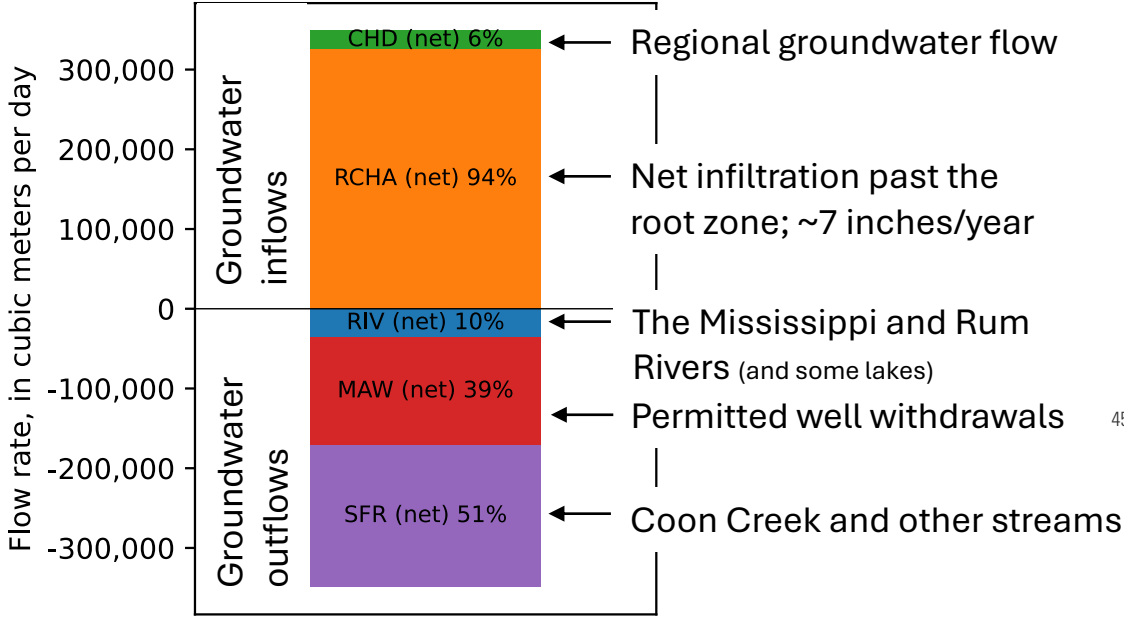 Flow rate, in cubic meters per day
300,000
200,000
100,000
0
-100,000
-200,000
-300,000
Groundwater
inflows
Groundwater
outflows
CHD (net) 6%
RCHA (net) 94%
RIV (net) 10%
MAW (net) 39%
SFR (net) 51%
Regional groundwater flow
Net infiltration past the
root zone; ~7 inches/year
The Mississippi and Rum
Rivers (and some lakes)
Permitted well withdrawals
45
Coon Creek and other streams